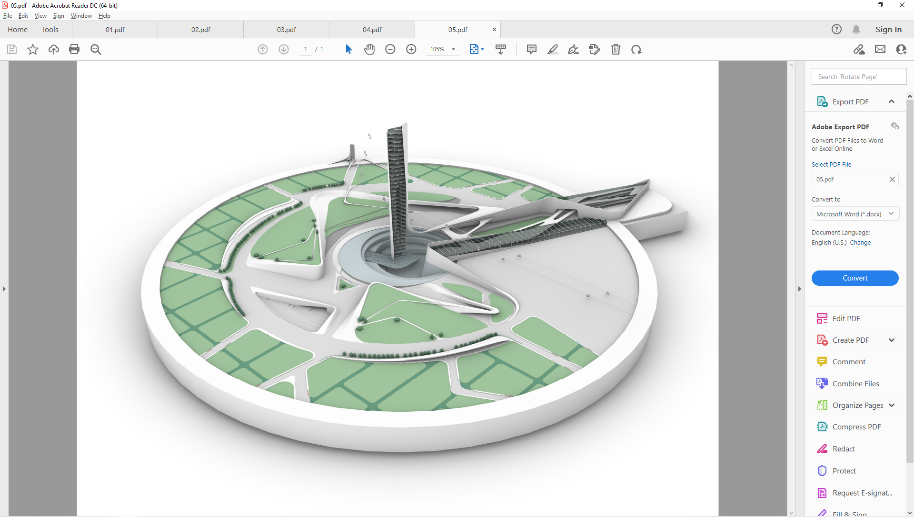 05.pdf - Adobe Acrobat Reader DC (64-bit)
File Edit View Sign Window Help
Home Tools 01.pdf 02.pdf 03.pdf 04.pdf 05.pdf × Sign In
1 / 1 105%
Search 'Rotate Page'
Export PDF
Adobe Export PDF
Convert PDF Files to Word
or Excel Online
Select PDF File
05.pdf
Convert to
Microsoft Word (*.docx)
Document Language:
English (U.S.) Change
Convert
Edit PDF
Create PDF
Comment
Combine Files
Organize Pages
Compress PDF
Redact
Protect
Request E-signat...
Fill & Sign